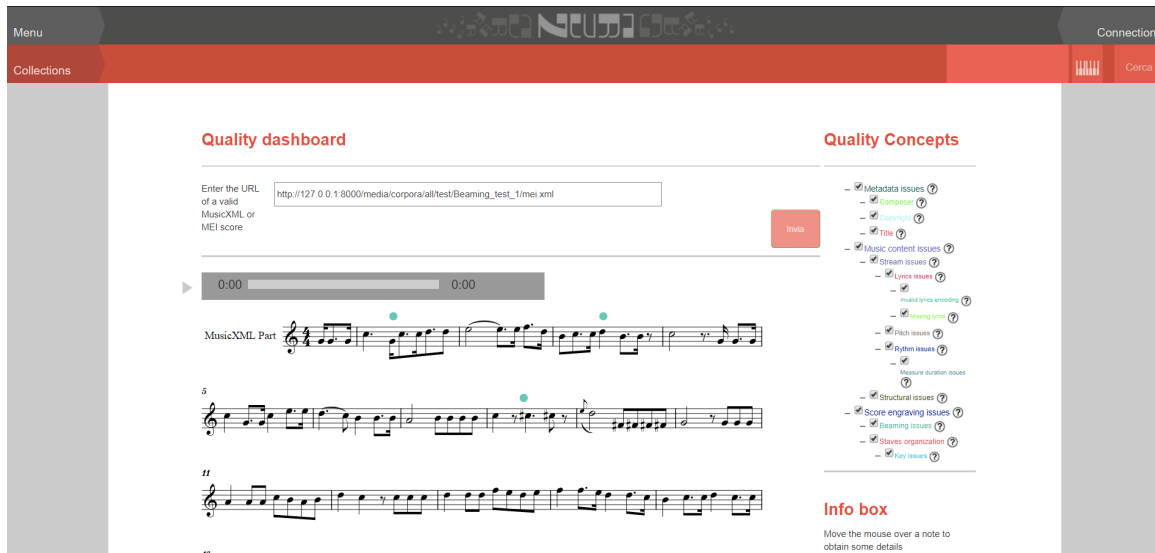 Menu
NEUMA
Connection
Collections
Cerca
Quality dashboard
Enter the URL
of a valid
MusicXML or
MEI score
http://127.0.0.1:8000/media/corpora/all/test/Beaming_test_1/mei.xml
Invia
0:00
0:00
MusicXML Part
5
11
Quality Concepts
Metadata issues ?
Composer ?
Copyright ?
Title ?
Music content issues ?
Stream issues ?
Lyrics issues ?
Invalid lyrics encoding ?
Missing lyrics ?
Pitch issues ?
Rythm issues ?
Measure duration issues
?
Structural issues ?
Score engraving issues ?
Beaming issues ?
Staves organization ?
Key issues ?
Info box
Move the mouse over a note to
obtain some details